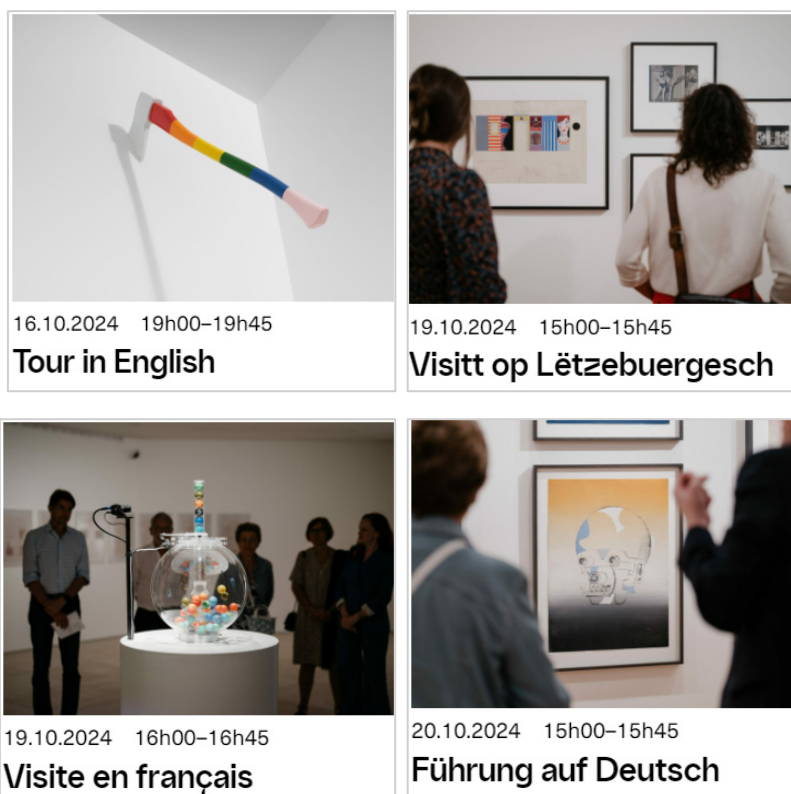 16.10.2024 19h00–19h45
Tour in English
19.10.2024 15h00–15h45
Visitt op Lëtzebuergesch
19.10.2024 16h00–16h45
Visite en français
20.10.2024 15h00–15h45
Führung auf Deutsch